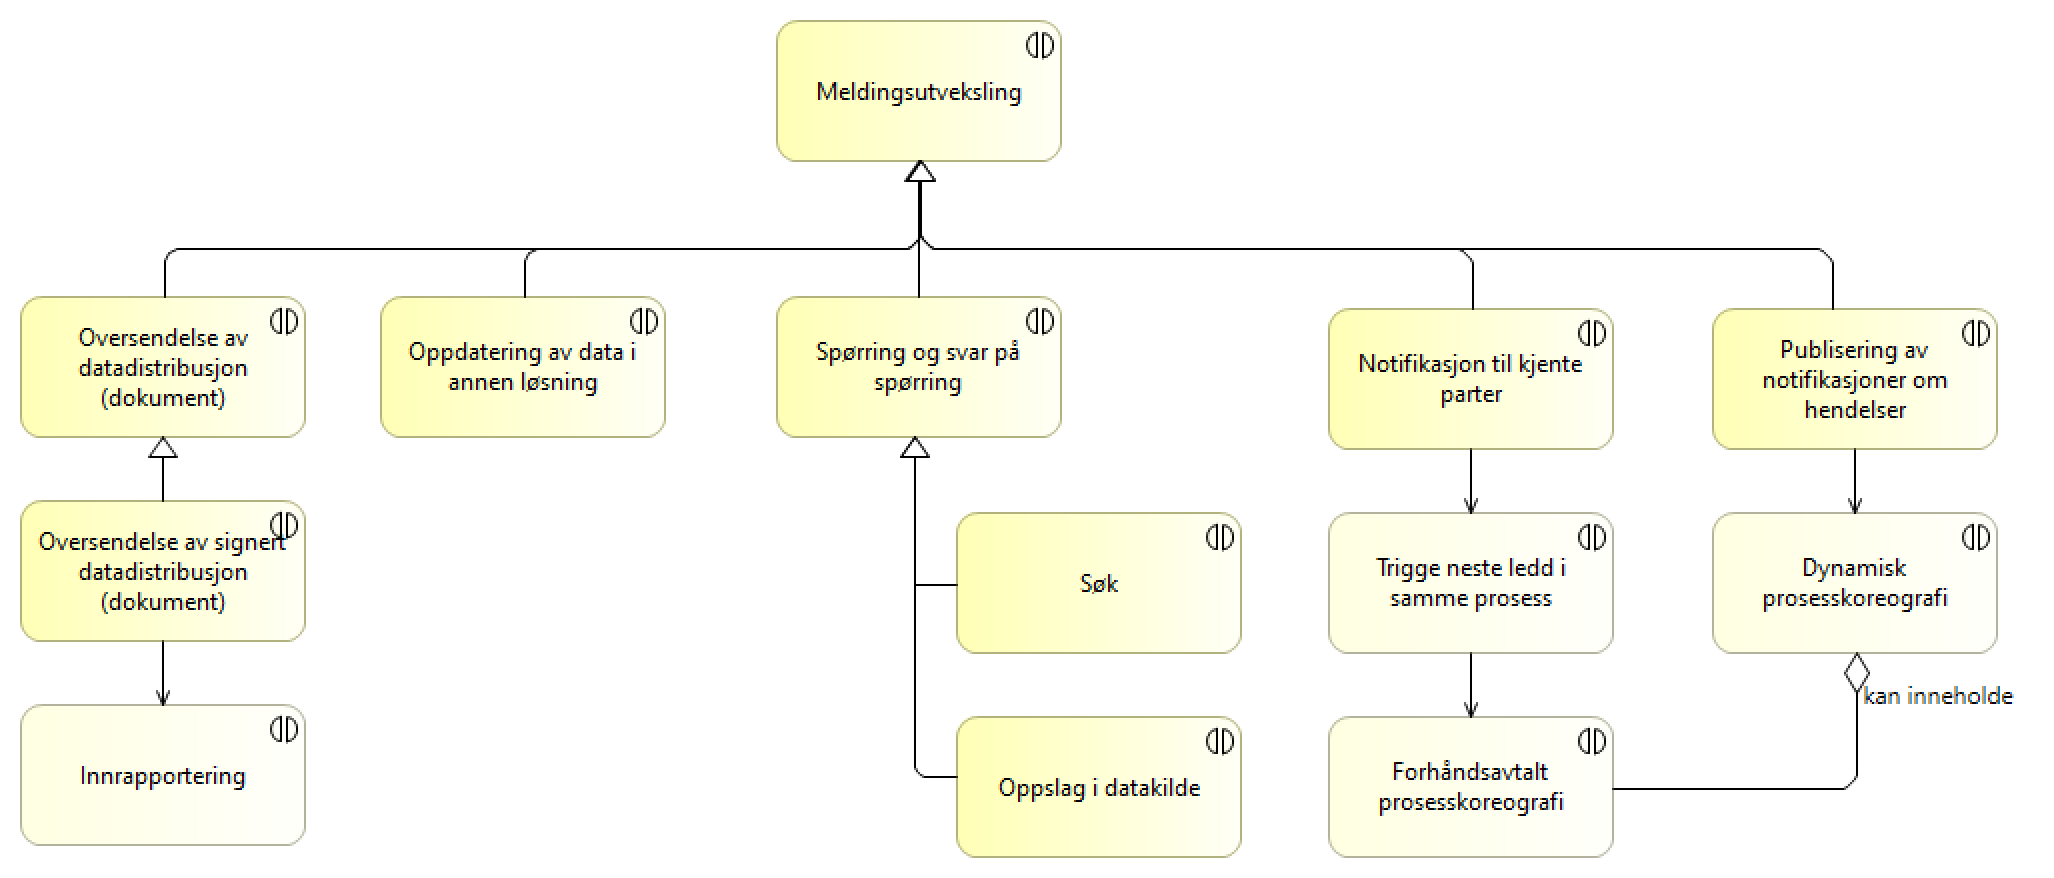 Meldingsutveksling
Oversendelse av
datadistribusjon
(dokument)
Oppdatering av data i
annen løsning
Spørring og svar på
spørring
Notifikasjon til kjente
parter
Publisering av
notifikasjoner om
hendelser
Oversendelse av signert
datadistribusjon
(dokument)
Søk
Trigge neste ledd i
samme prosess
Dynamisk
prosesskoreografi
kan inneholde
Innrapportering
Oppslag i datakilde
Forhåndsavtalt
prosesskoreografi